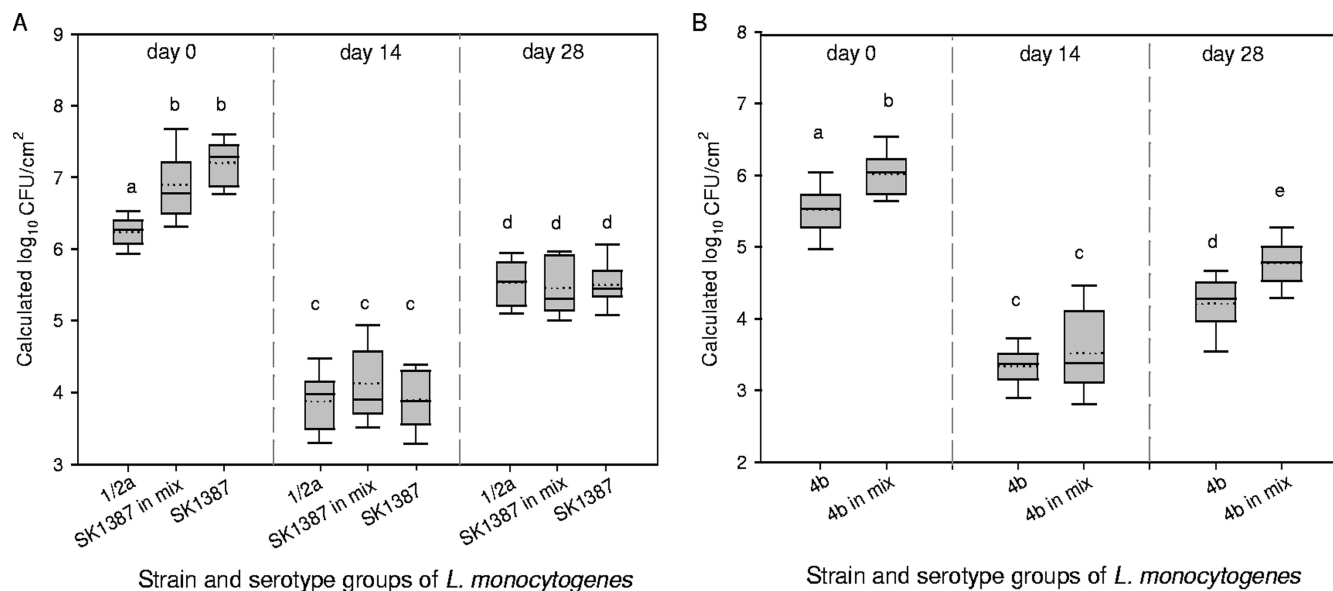 A
9
8
7
6
5
4
3
Calculated log₁₀ CFU/cm²
day 0
day 14
day 28
a
b
b
c
c
c
d
d
d
1/2a
SK1387 in mix
SK1387
1/2a
SK1387 in mix
SK1387
1/2a
SK1387 in mix
SK1387
Strain and serotype groups of L. monocytogenes
B
8
7
6
5
4
3
2
Calculated log₁₀ CFU/cm²
day 0
day 14
day 28
a
b
c
c
d
e
4b
4b in mix
4b
4b in mix
4b
4b in mix
Strain and serotype groups of L. monocytogenes